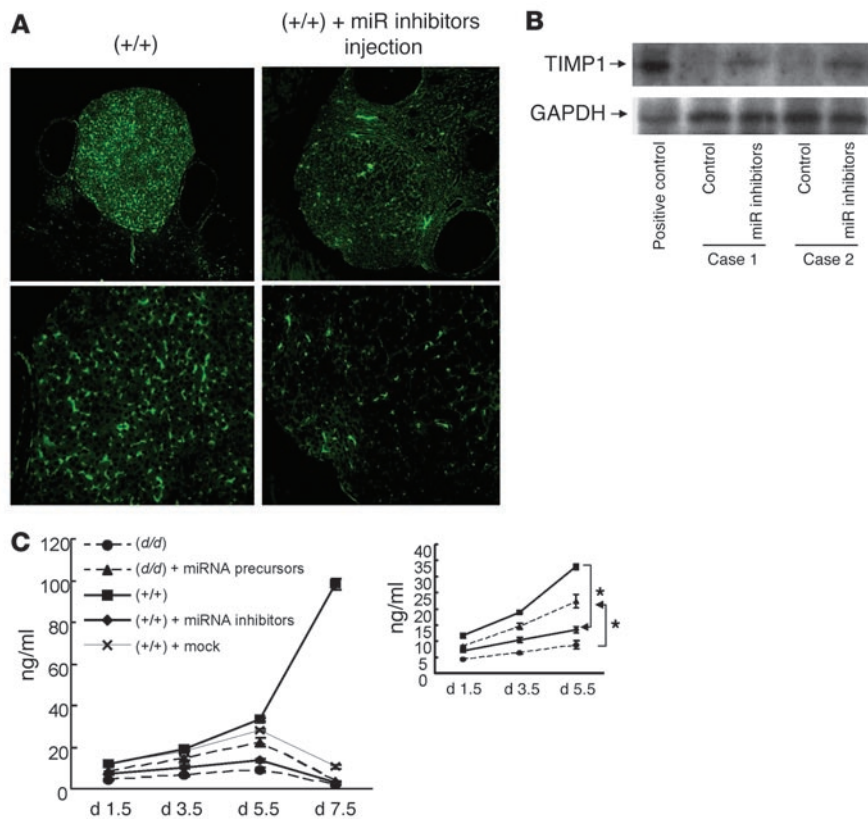 A
(+/+)
(+/+) + miR inhibitors
injection
B
TIMP1
GAPDH
Positive control
Control
miR inhibitors
Control
miR inhibitors
Case 1
Case 2
C
120
100
80
60
40
20
0
ng/ml
(d/d)
(d/d) + miRNA precursors
(+/+)
(+/+) + miRNA inhibitors
(+/+) + mock
d 1.5
d 3.5
d 5.5
d 7.5
40
35
30
25
20
15
10
5
0
ng/ml
*
*
d 1.5
d 3.5
d 5.5